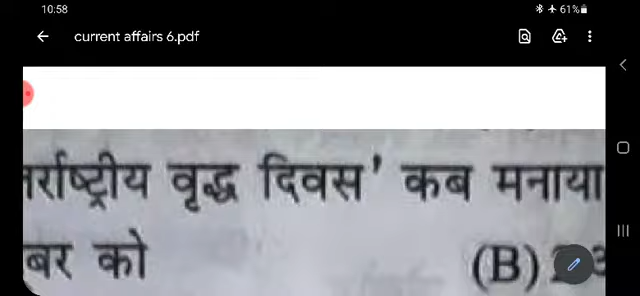 10:58 61%
current affairs 6.pdf
र्राष्ट्रीय वृद्ध दिवस' कब मनाया
बर को (B)